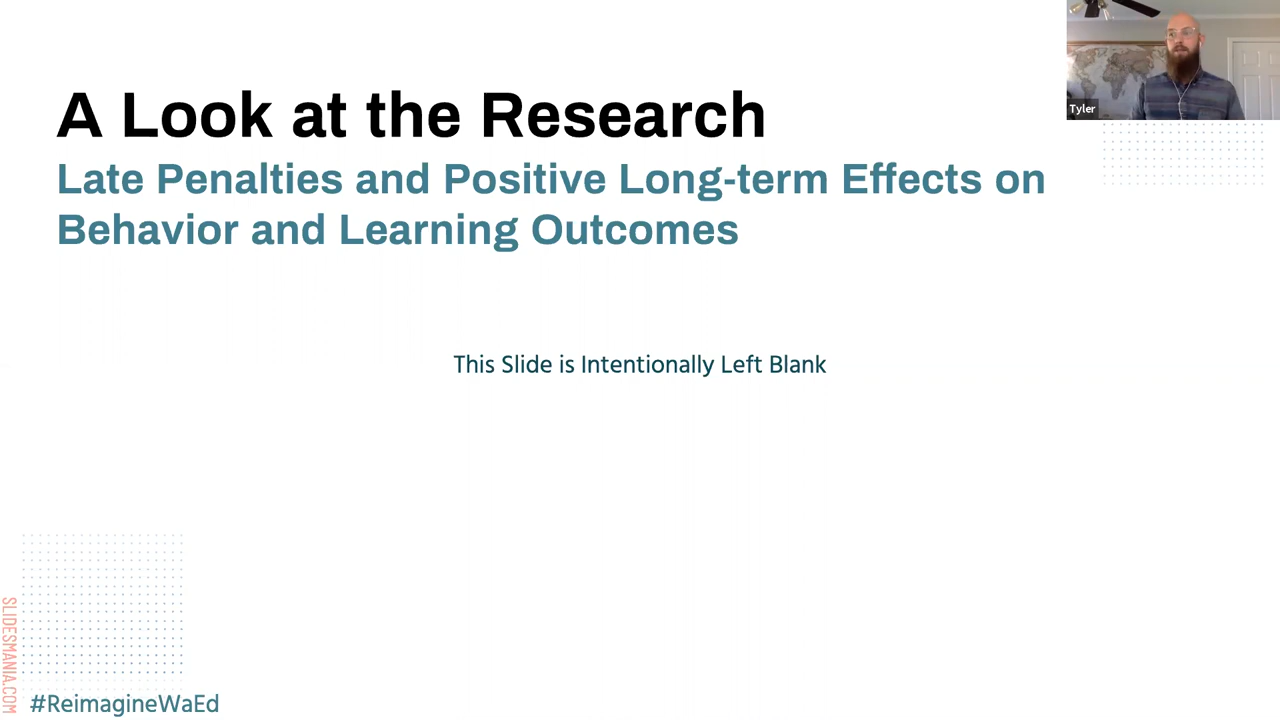 A Look at the Research
Late Penalties and Positive Long-term Effects on
Behavior and Learning Outcomes
Tyler
This Slide is Intentionally Left Blank
SLIDESMANIA.COM
#ReimagineWaEd